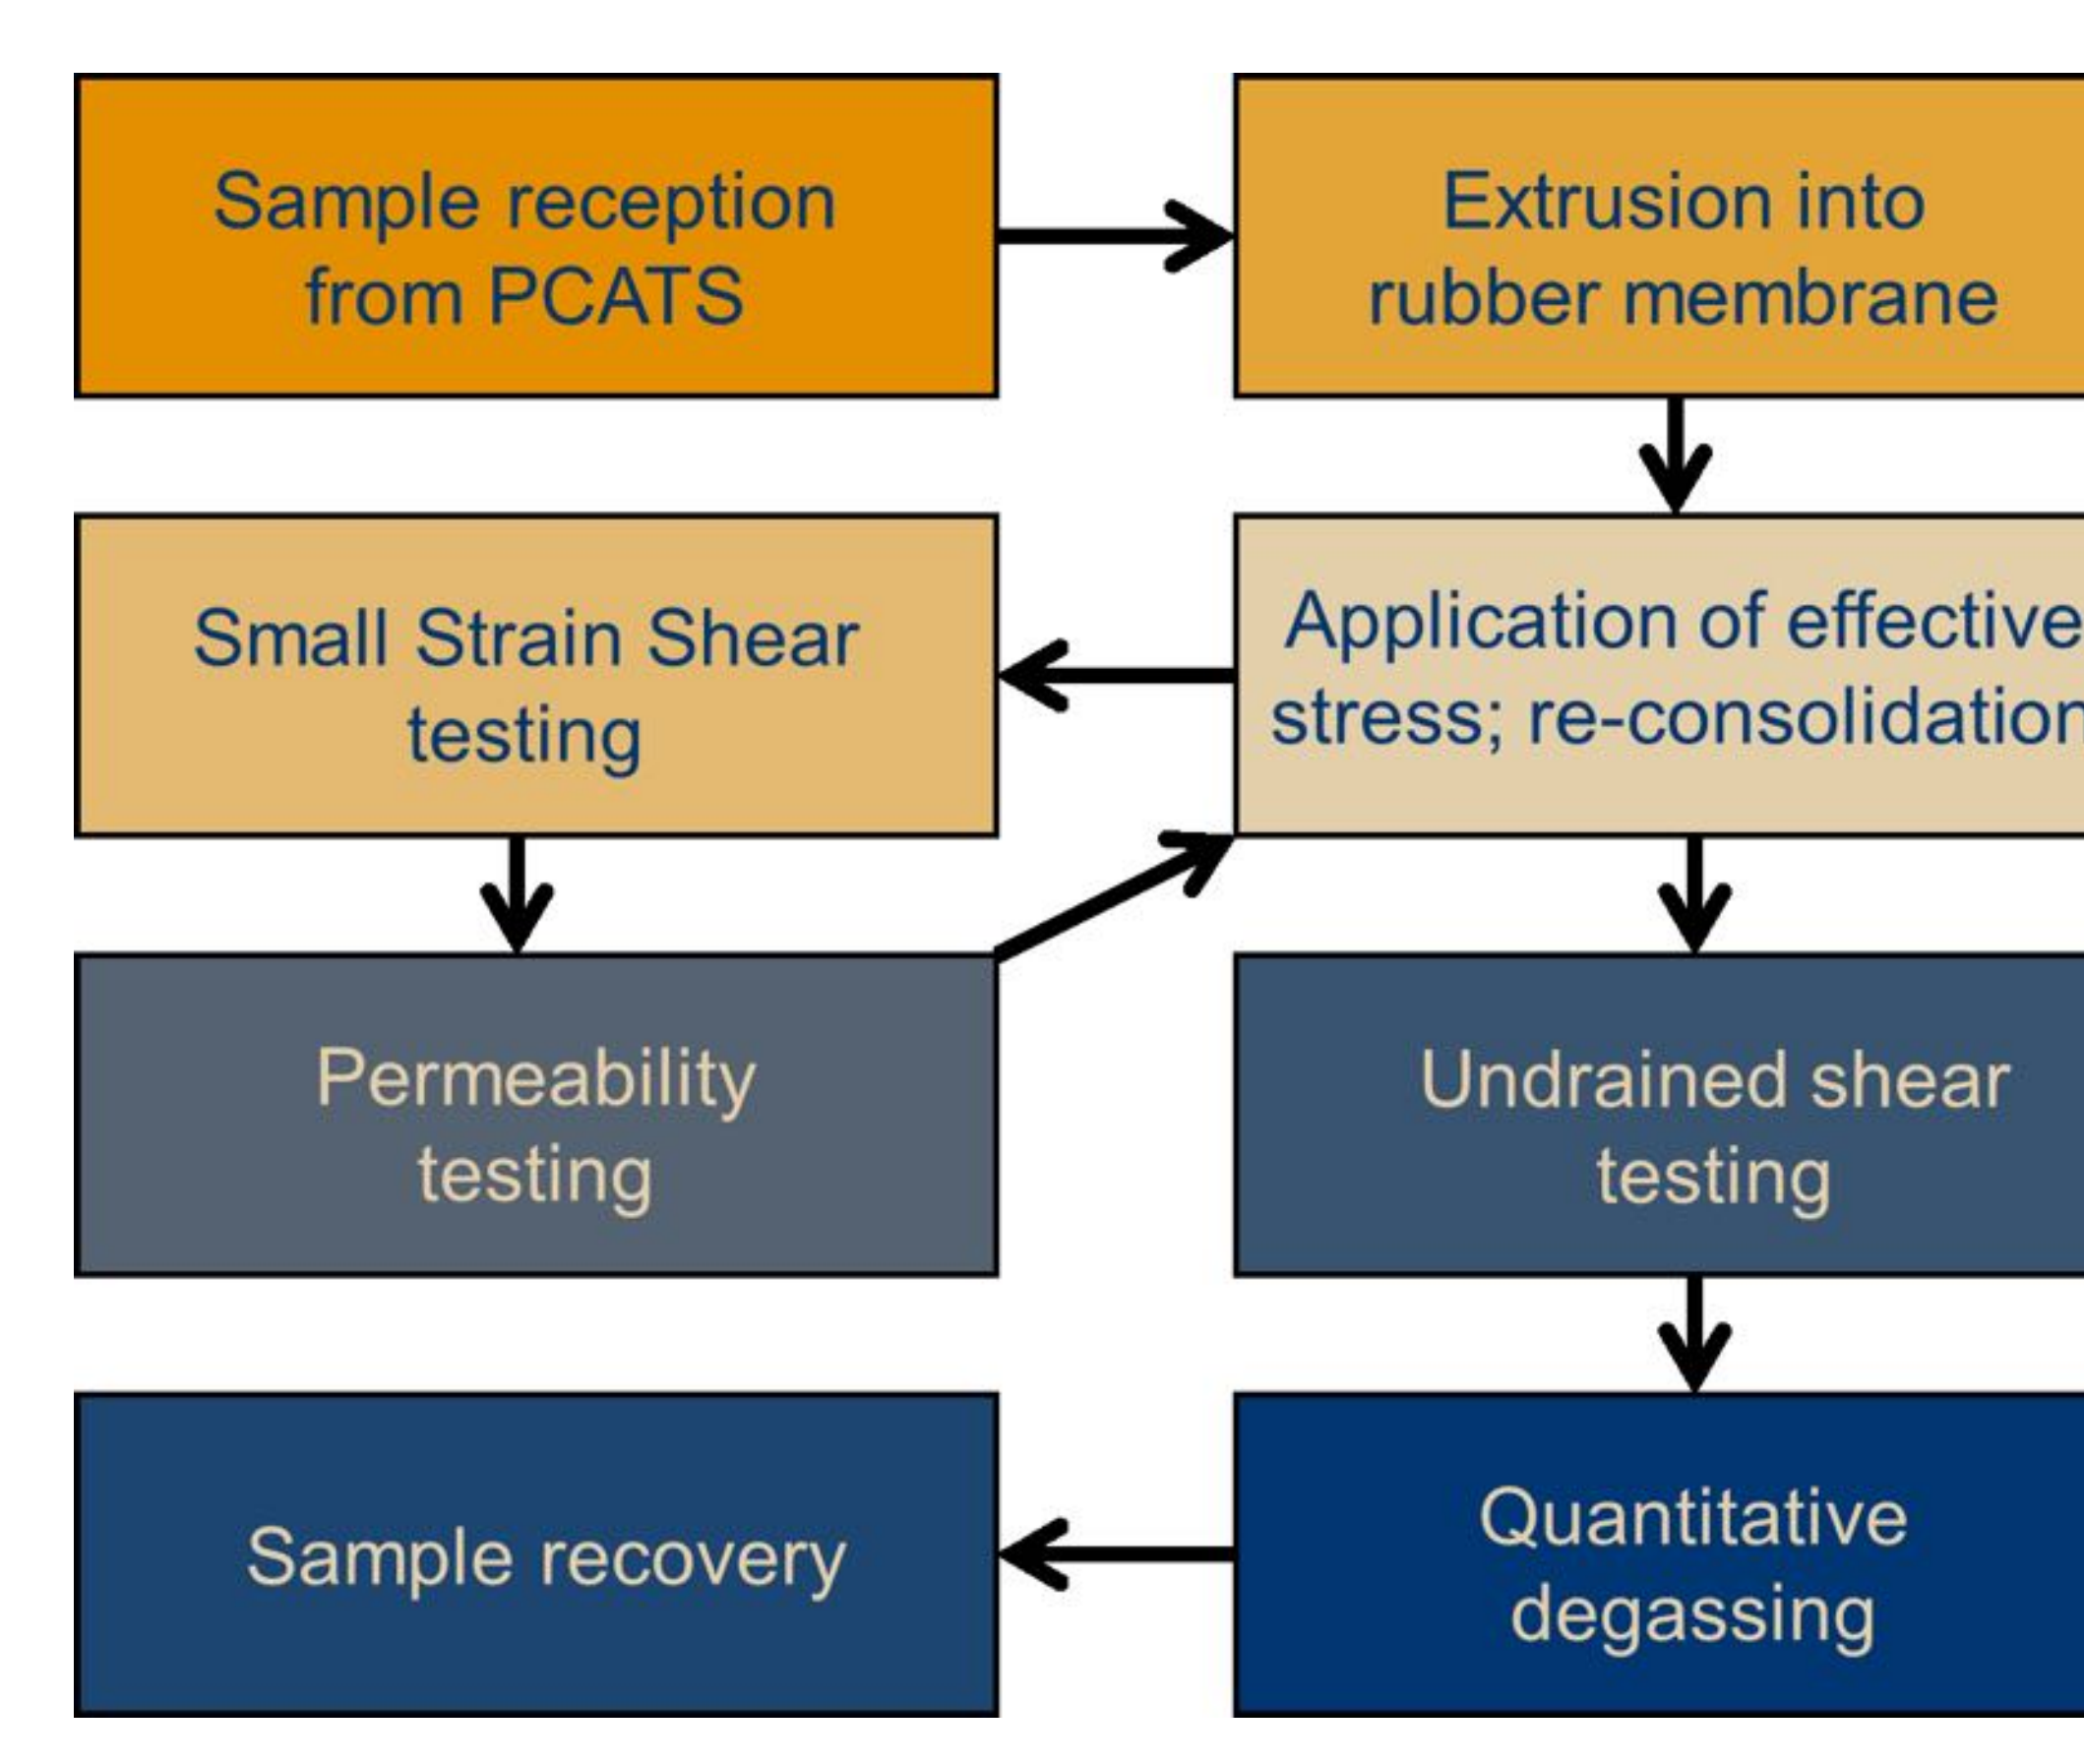 Sample reception
from PCATS
Extrusion into
rubber membrane
Small Strain Shear
testing
Application of effective
stress; re-consolidation
Permeability
testing
Undrained shear
testing
Sample recovery
Quantitative
degassing